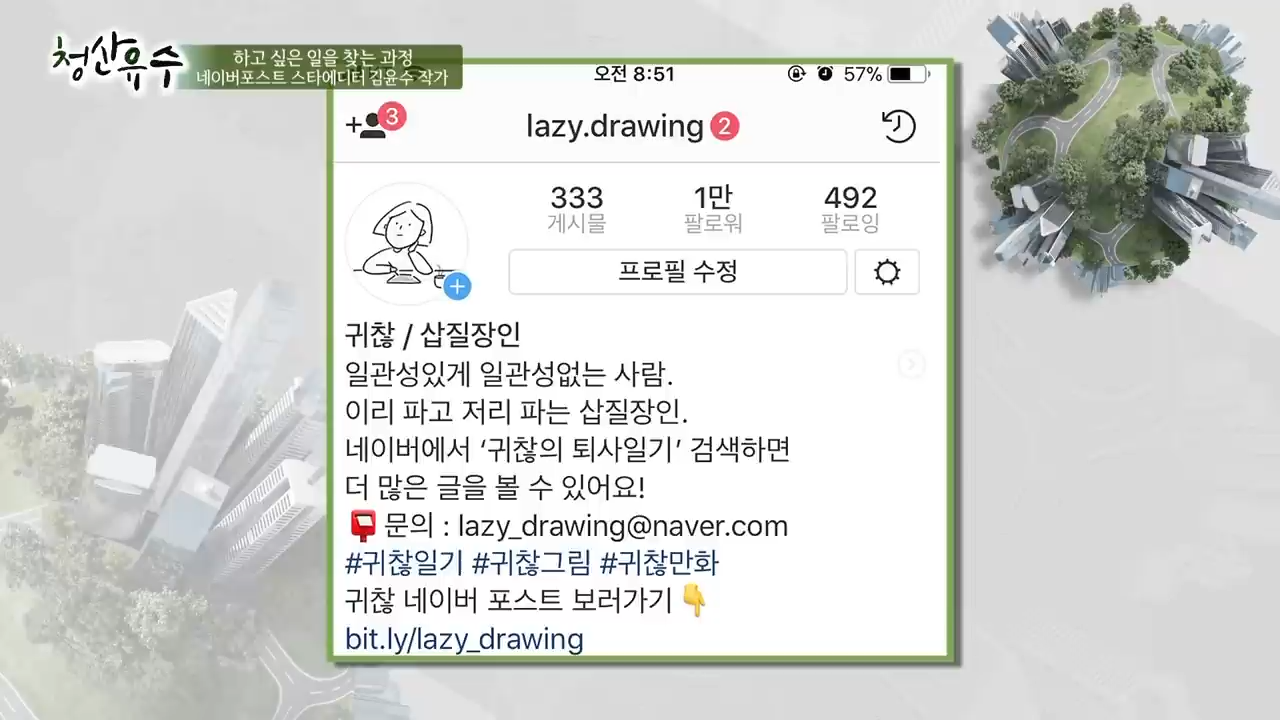 청산유수
하고 싶은 일을 찾는 과정
네이버포스트 스타에디터 김윤수 작가
오전 8:51
57%
3
lazy.drawing 2
333
1만
492
게시물
팔로워
팔로잉
프로필 수정
귀찮 / 삽질장인
일관성있게 일관성없는 사람.
이리 파고 저리 파는 삽질장인.
네이버에서 ‘귀찮의 퇴사일기’ 검색하면
더 많은 글을 볼 수 있어요!
📮 문의 : lazy_drawing@naver.com
#귀찮일기 #귀찮그림 #귀찮만화
귀찮 네이버 포스트 보러가기 👇
bit.ly/lazy_drawing